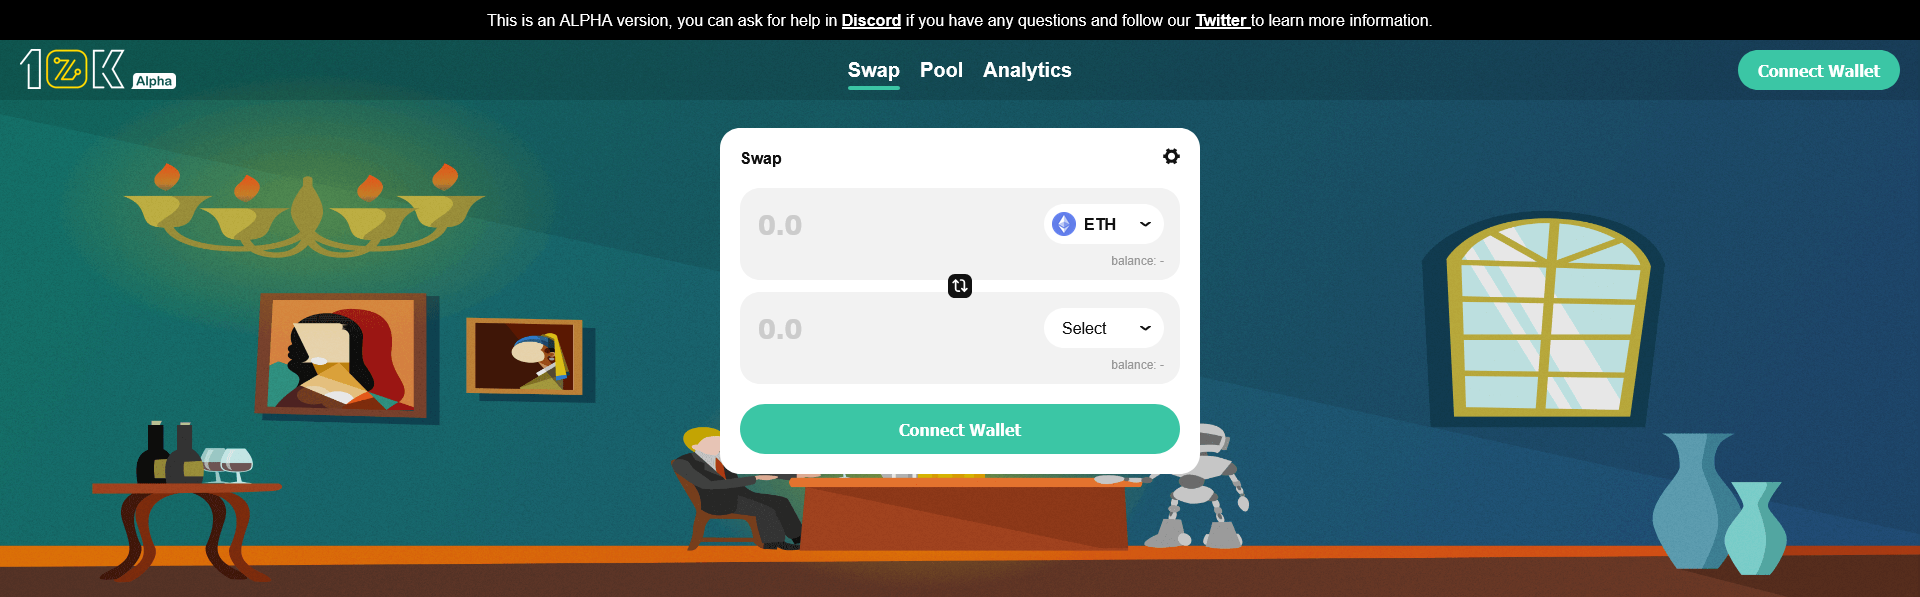 This is an ALPHA version, you can ask for help in Discord if you have any questions and follow our Twitter to learn more information.
10K Alpha
Swap Pool Analytics
Connect Wallet
Swap
0.0
ETH
balance: -
0.0
Select
balance: -
Connect Wallet